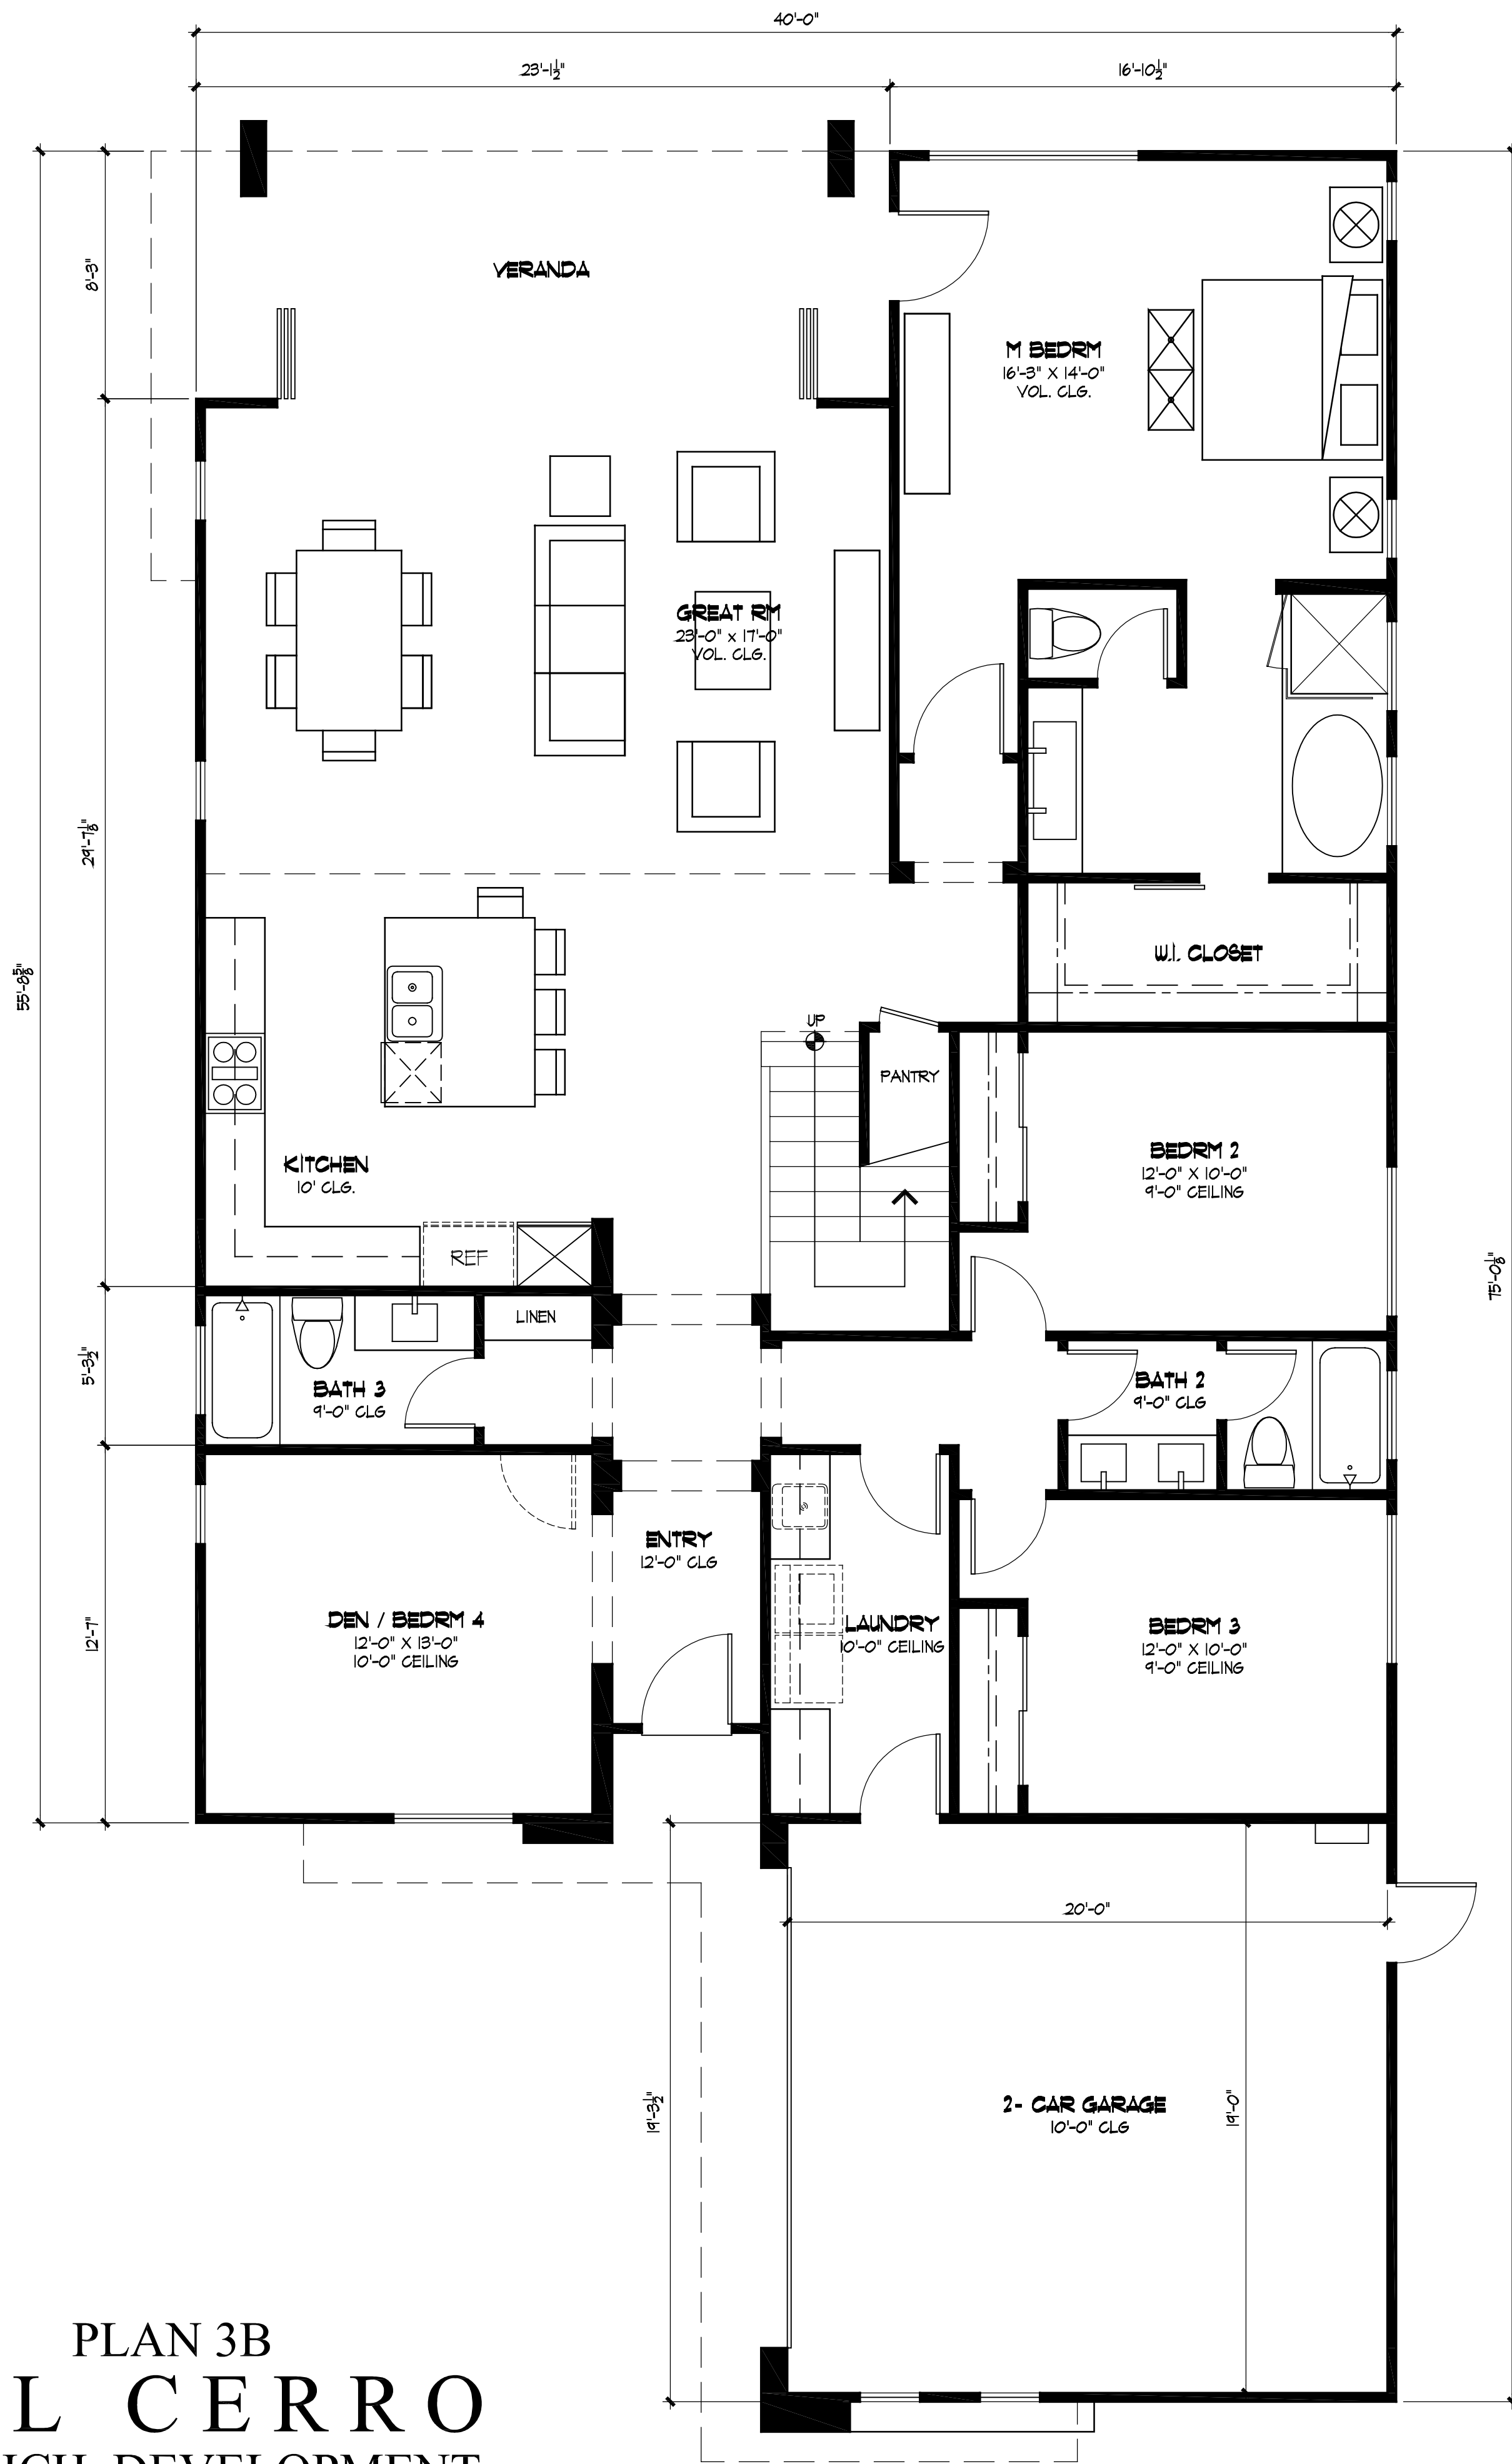 40'-0"
23'-1½"
16'-10½"
8'-3"
VERANDA
M BEDRM
16'-3" X 14'-0"
VOL. CLG.
GREAT RM
23'-0" x 17'-0"
VOL. CLG.
29'-7⅛"
55'-8⅝"
W.I. CLOSET
UP
PANTRY
KITCHEN
10' CLG.
REF
BEDRM 2
12'-0" X 10'-0"
9'-0" CEILING
75'-0⅛"
LINEN
5'-3½"
BATH 3
9'-0" CLG
BATH 2
9'-0" CLG
ENTRY
12'-0" CLG
12'-7"
DEN / BEDRM 4
12'-0" X 13'-0"
10'-0" CEILING
LAUNDRY
10'-0" CEILING
BEDRM 3
12'-0" X 10'-0"
9'-0" CEILING
20'-0"
19'-3½"
2- CAR GARAGE
10'-0" CLG
19'-0"
PLAN 3B
L CERRO
DEVELOPMENT